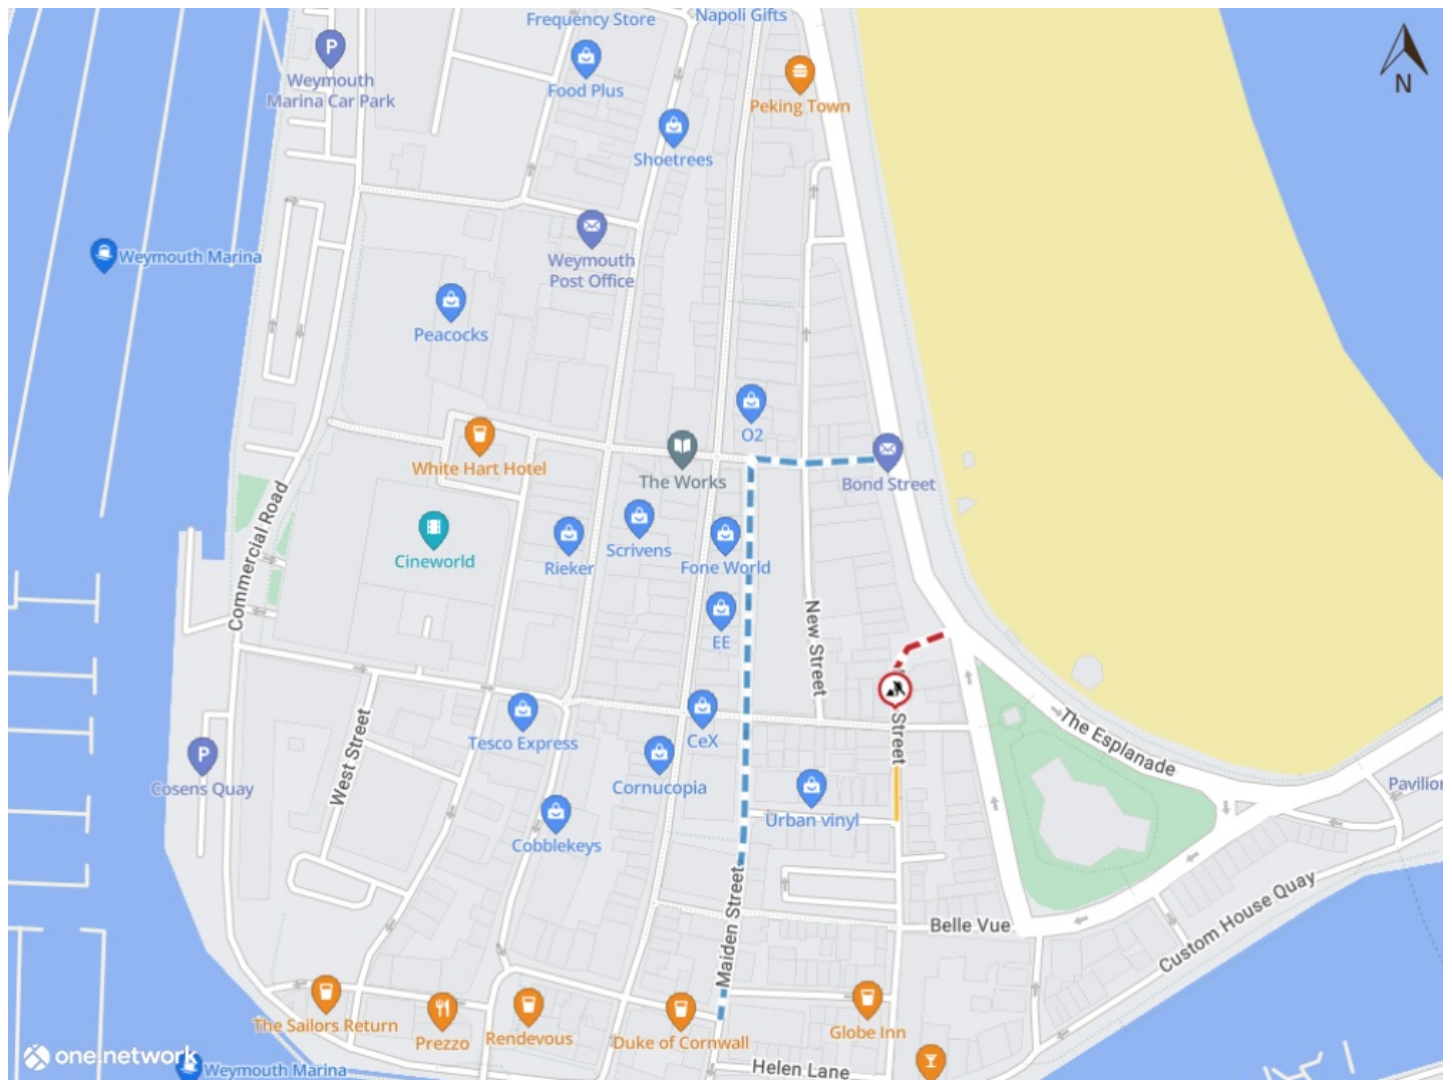 Frequency Store
Napoli Gifts
P
Weymouth
Marina Car Park
Food Plus
Peking Town
N
Shoetrees
Weymouth Marina
Weymouth
Post Office
Peacocks
O2
White Hart Hotel
The Works
Bond Street
Commercial Road
Cineworld
Rieker
Scrivens
Fone World
EE
New Street
Street
The Esplanade
West Street
Tesco Express
CeX
Cornucopia
P
Cosens Quay
Pavilion
Urban vinyl
Cobblekeys
Maiden Street
Belle Vue
Custom House Quay
The Sailors Return
Prezzo
Rendevous
Duke of Cornwall
Globe Inn
one.network
Weymouth Marina
Helen Lane